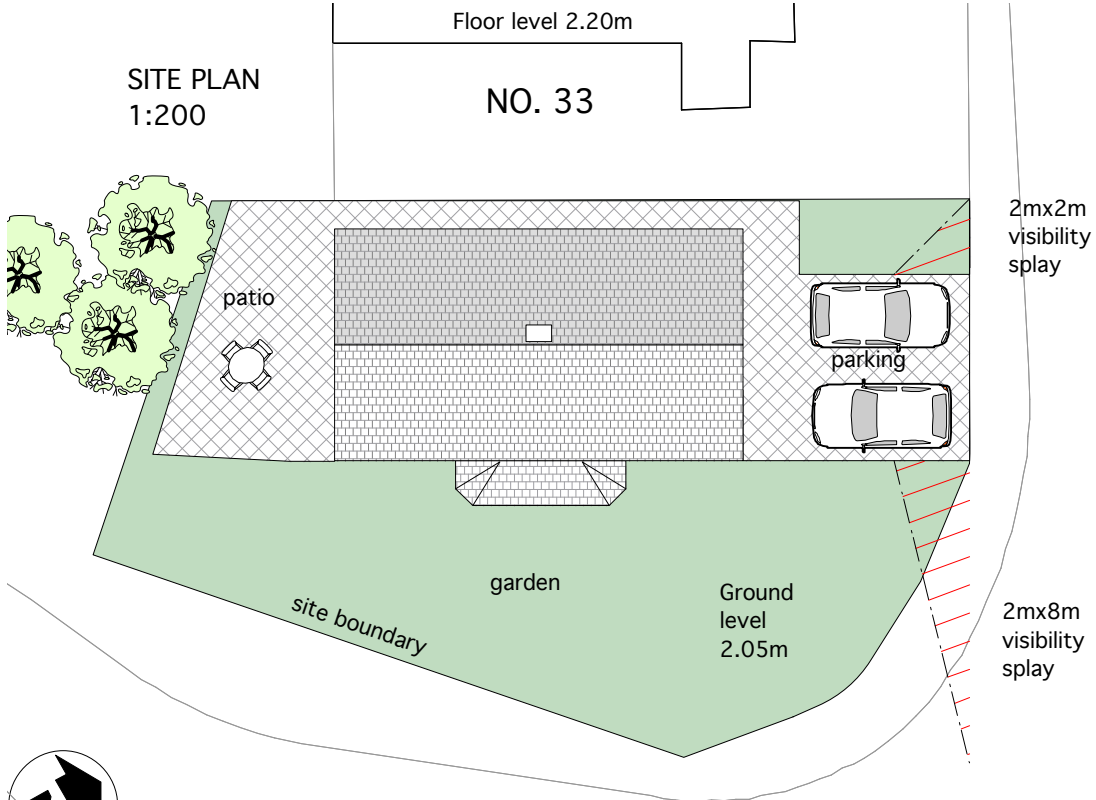 Floor level 2.20m
SITE PLAN
1:200
NO. 33
2mx2m
visibility
splay
patio
parking
garden
site boundary
Ground
level
2.05m
2mx8m
visibility
splay